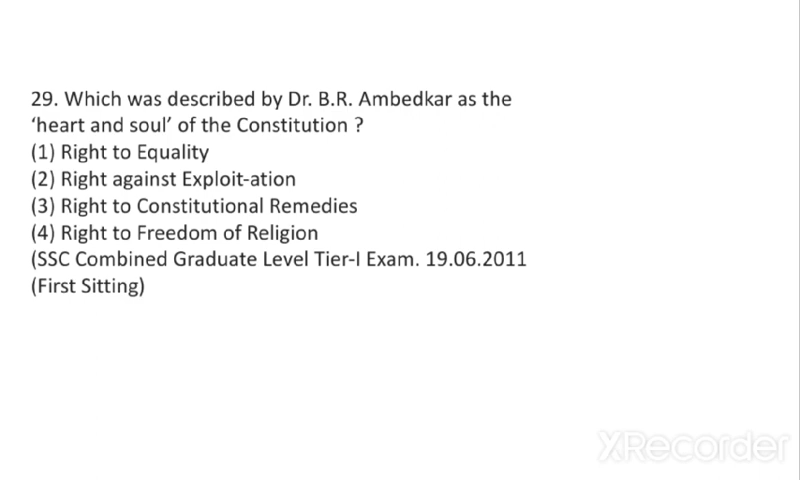 29. Which was described by Dr. B.R. Ambedkar as the
‘heart and soul’ of the Constitution ?
(1) Right to Equality
(2) Right against Exploit-ation
(3) Right to Constitutional Remedies
(4) Right to Freedom of Religion
(SSC Combined Graduate Level Tier-I Exam. 19.06.2011
(First Sitting)
XRecorder